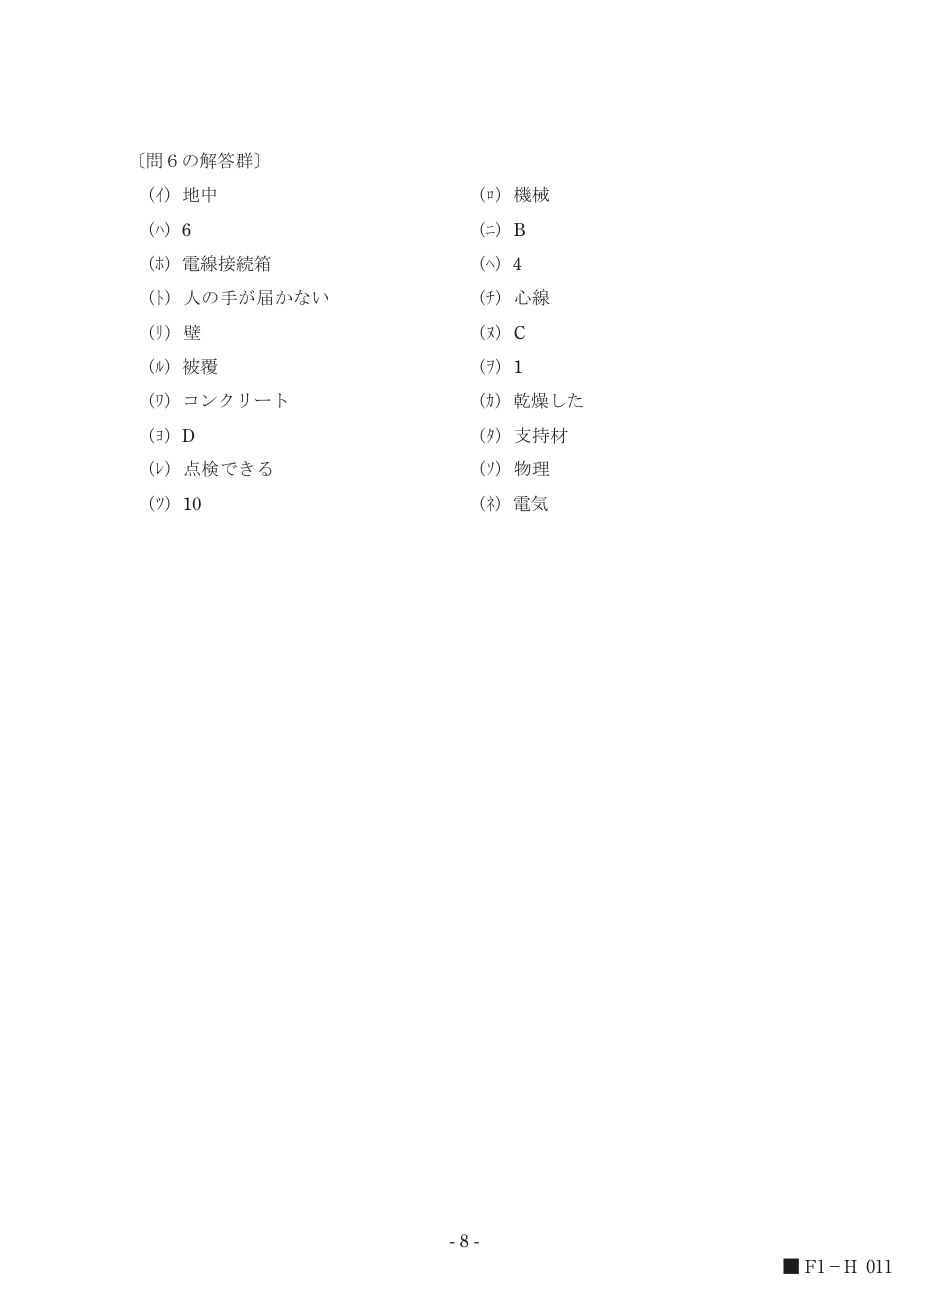 〔問６の解答群〕
(ｲ) 地中 (ﾛ) 機械
(ﾊ) 6 (ﾆ) B
(ﾎ) 電線接続箱 (ﾍ) 4
(ﾄ) 人の手が届かない (ﾁ) 心線
(ﾘ) 壁 (ﾇ) C
(ﾙ) 被覆 (ｦ) 1
(ﾜ) コンクリート (ｶ) 乾燥した
(ﾖ) D (ﾀ) 支持材
(ﾚ) 点検できる (ｿ) 物理
(ﾂ) 10 (ﾈ) 電気
- 8 -
■ F1－H 011